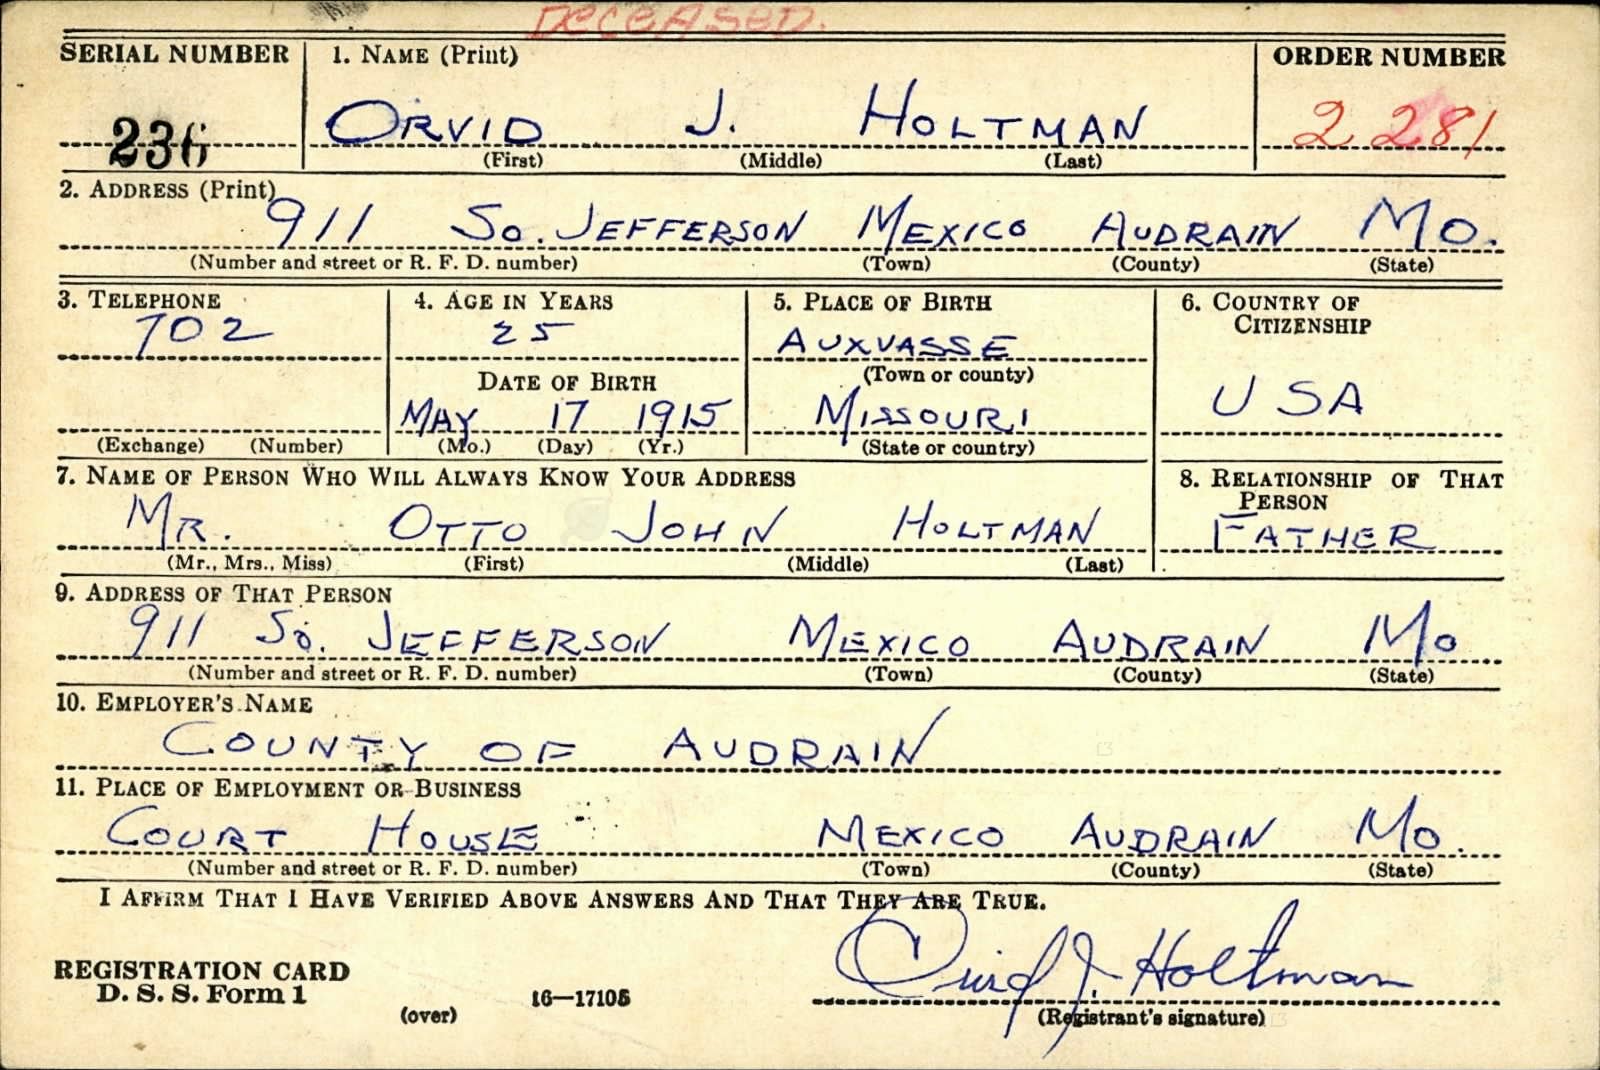 DECEASED.
SERIAL NUMBER 1. NAME (Print) ORDER NUMBER
236 ORVID J. HOLTMAN 2281
(First) (Middle) (Last)
2. ADDRESS (Print)
911 So. JEFFERSON MEXICO AUDRAIN MO.
(Number and street or R. F. D. number) (Town) (County) (State)
3. TELEPHONE 4. AGE IN YEARS 5. PLACE OF BIRTH 6. COUNTRY OF
CITIZENSHIP
702 25 AUXVASSE
(Town or county)
DATE OF BIRTH
USA
MAY 17 1915 MISSOURI
(Exchange) (Number) (Mo.) (Day) (Yr.) (State or country)
7. NAME OF PERSON WHO WILL ALWAYS KNOW YOUR ADDRESS 8. RELATIONSHIP OF THAT
PERSON
MR. OTTO JOHN HOLTMAN FATHER
(Mr., Mrs., Miss) (First) (Middle) (Last)
9. ADDRESS OF THAT PERSON
911 So. JEFFERSON MEXICO AUDRAIN Mo
(Number and street or R. F. D. number) (Town) (County) (State)
10. EMPLOYER'S NAME
COUNTY OF AUDRAIN
11. PLACE OF EMPLOYMENT OR BUSINESS
COURT HOUSE MEXICO AUDRAIN Mo.
(Number and street or R. F. D. number) (Town) (County) (State)
I AFFIRM THAT I HAVE VERIFIED ABOVE ANSWERS AND THAT THEY ARE TRUE.
Orvid J. Holtman
REGISTRATION CARD
D. S. S. Form 1 16—17105
(over) (Registrant's signature)